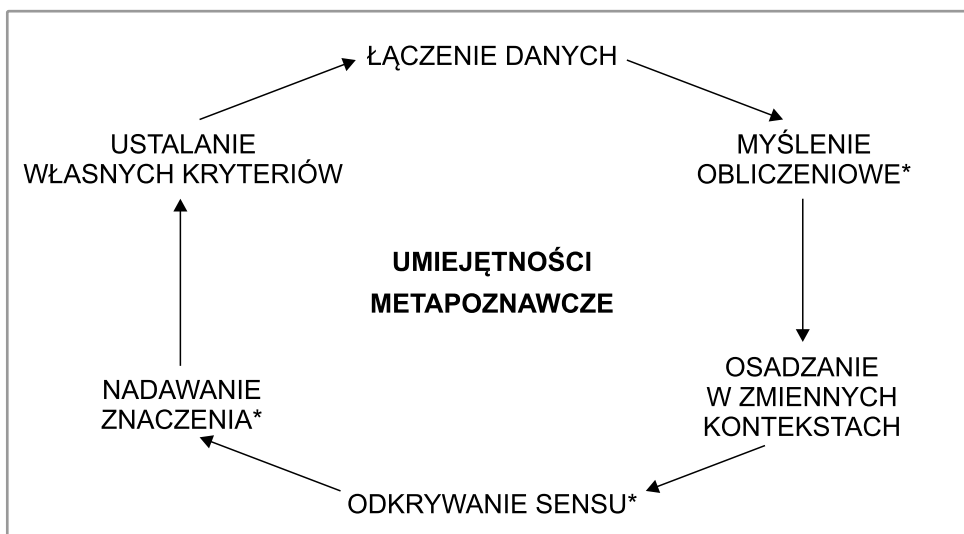 ŁĄCZENIE DANYCH
MYŚLENIE
OBLICZENIOWE*
OSADZANIE
W ZMIENNYCH
KONTEKSTACH
ODKRYWANIE SENSU*
NADAWANIE
ZNACZENIA*
USTALANIE
WŁASNYCH KRYTERIÓW
UMIEJĘTNOŚCI
METAPOZNAWCZE